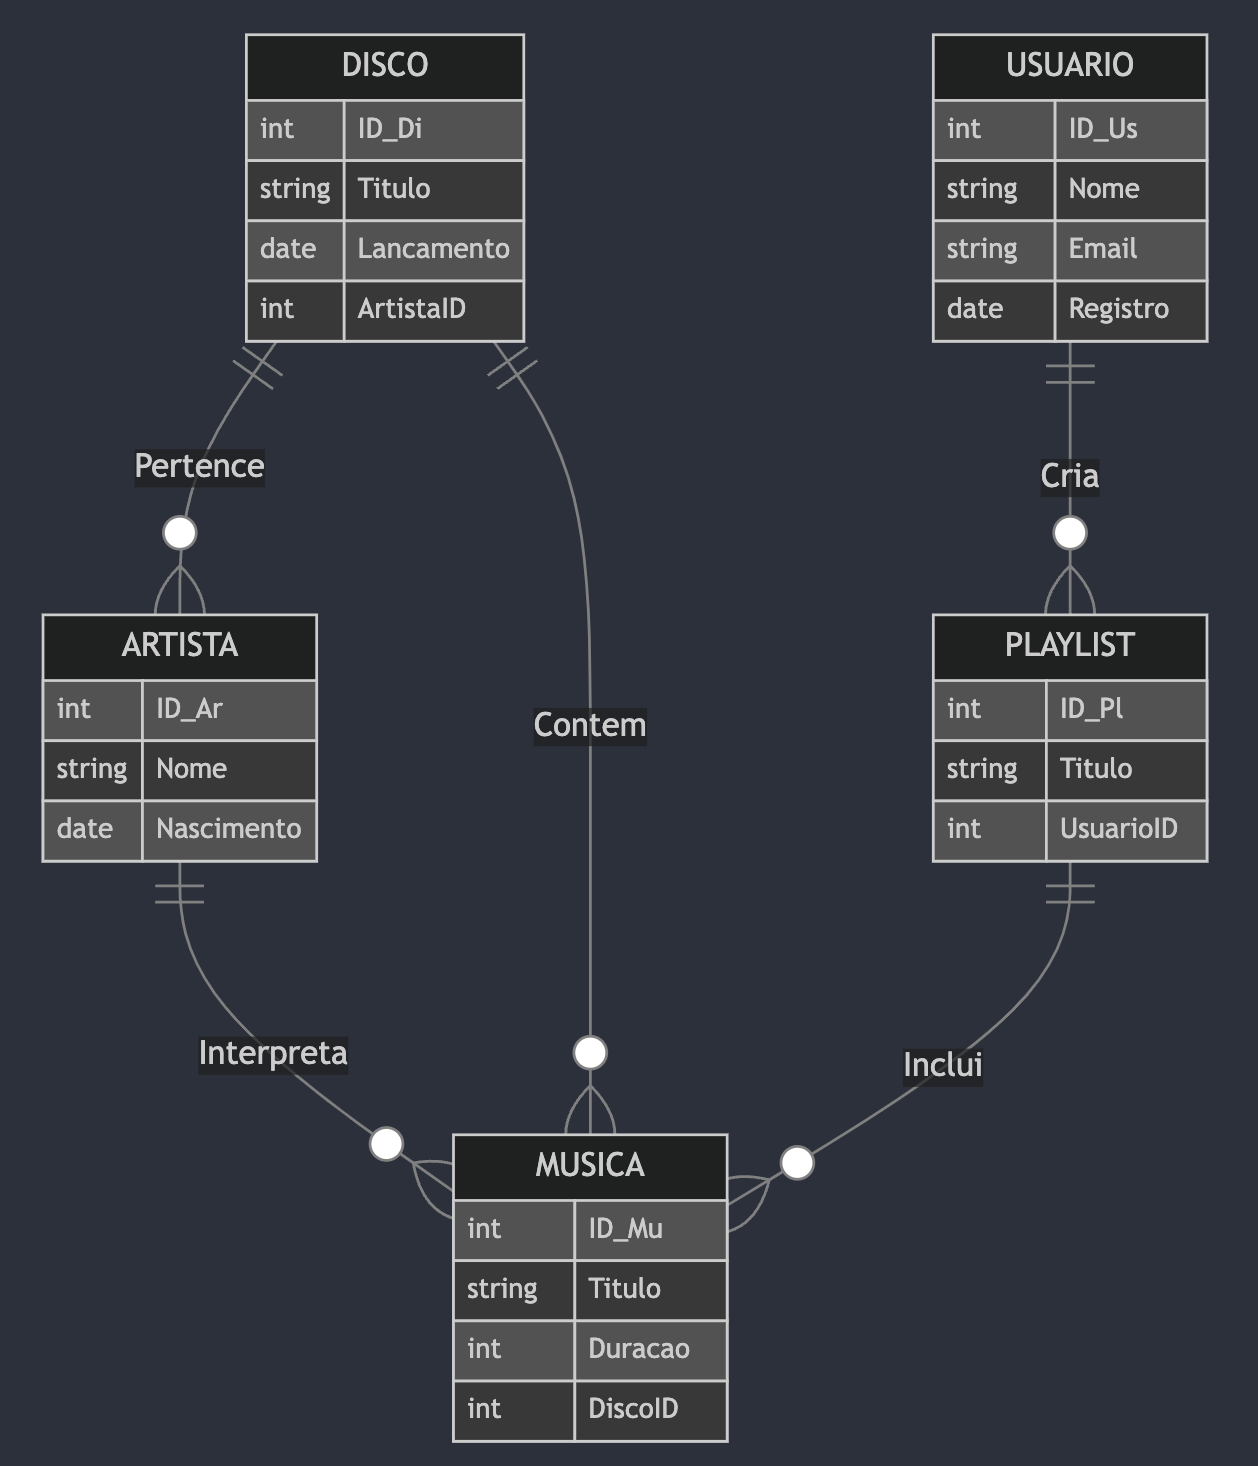 DISCO
int ID_Di
string Titulo
date Lancamento
int ArtistaID
USUARIO
int ID_Us
string Nome
string Email
date Registro
Pertence
Cria
ARTISTA
int ID_Ar
string Nome
date Nascimento
Contem
PLAYLIST
int ID_Pl
string Titulo
int UsuarioID
Interpreta
Inclui
MUSICA
int ID_Mu
string Titulo
int Duracao
int DiscoID